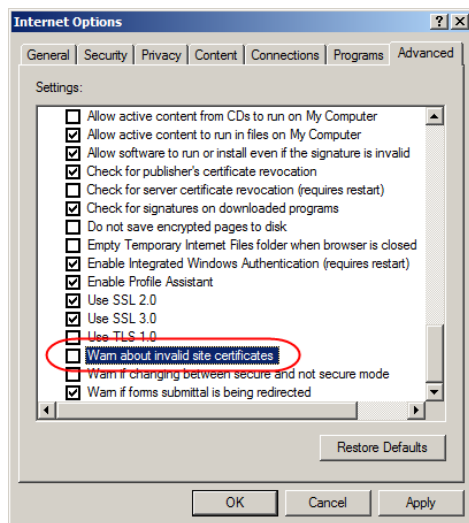 Internet Options
General Security Privacy Content Connections Programs Advanced
Settings:
Allow active content from CDs to run on My Computer
Allow active content to run in files on My Computer
Allow software to run or install even if the signature is invalid
Check for publisher's certificate revocation
Check for server certificate revocation (requires restart)
Check for signatures on downloaded programs
Do not save encrypted pages to disk
Empty Temporary Internet Files folder when browser is closed
Enable Integrated Windows Authentication (requires restart)
Enable Profile Assistant
Use SSL 2.0
Use SSL 3.0
Use TLS 1.0
Warn about invalid site certificates
Warn if changing between secure and not secure mode
Warn if forms submittal is being redirected
Restore Defaults
OK Cancel Apply